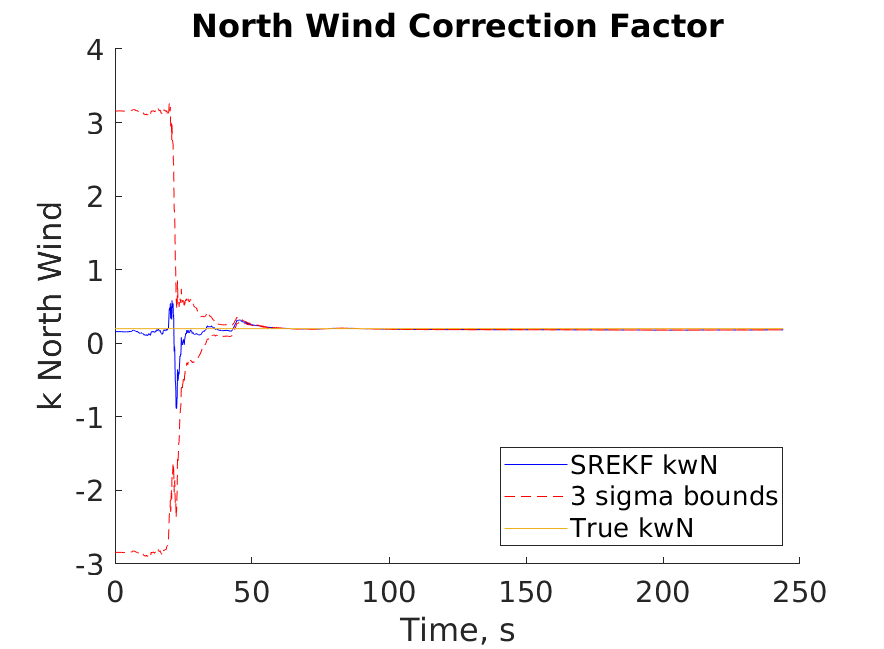 North Wind Correction Factor
4
3
2
1
0
-1
-2
-3
k North Wind
SREKF kwN
3 sigma bounds
True kwN
0 50 100 150 200 250
Time, s